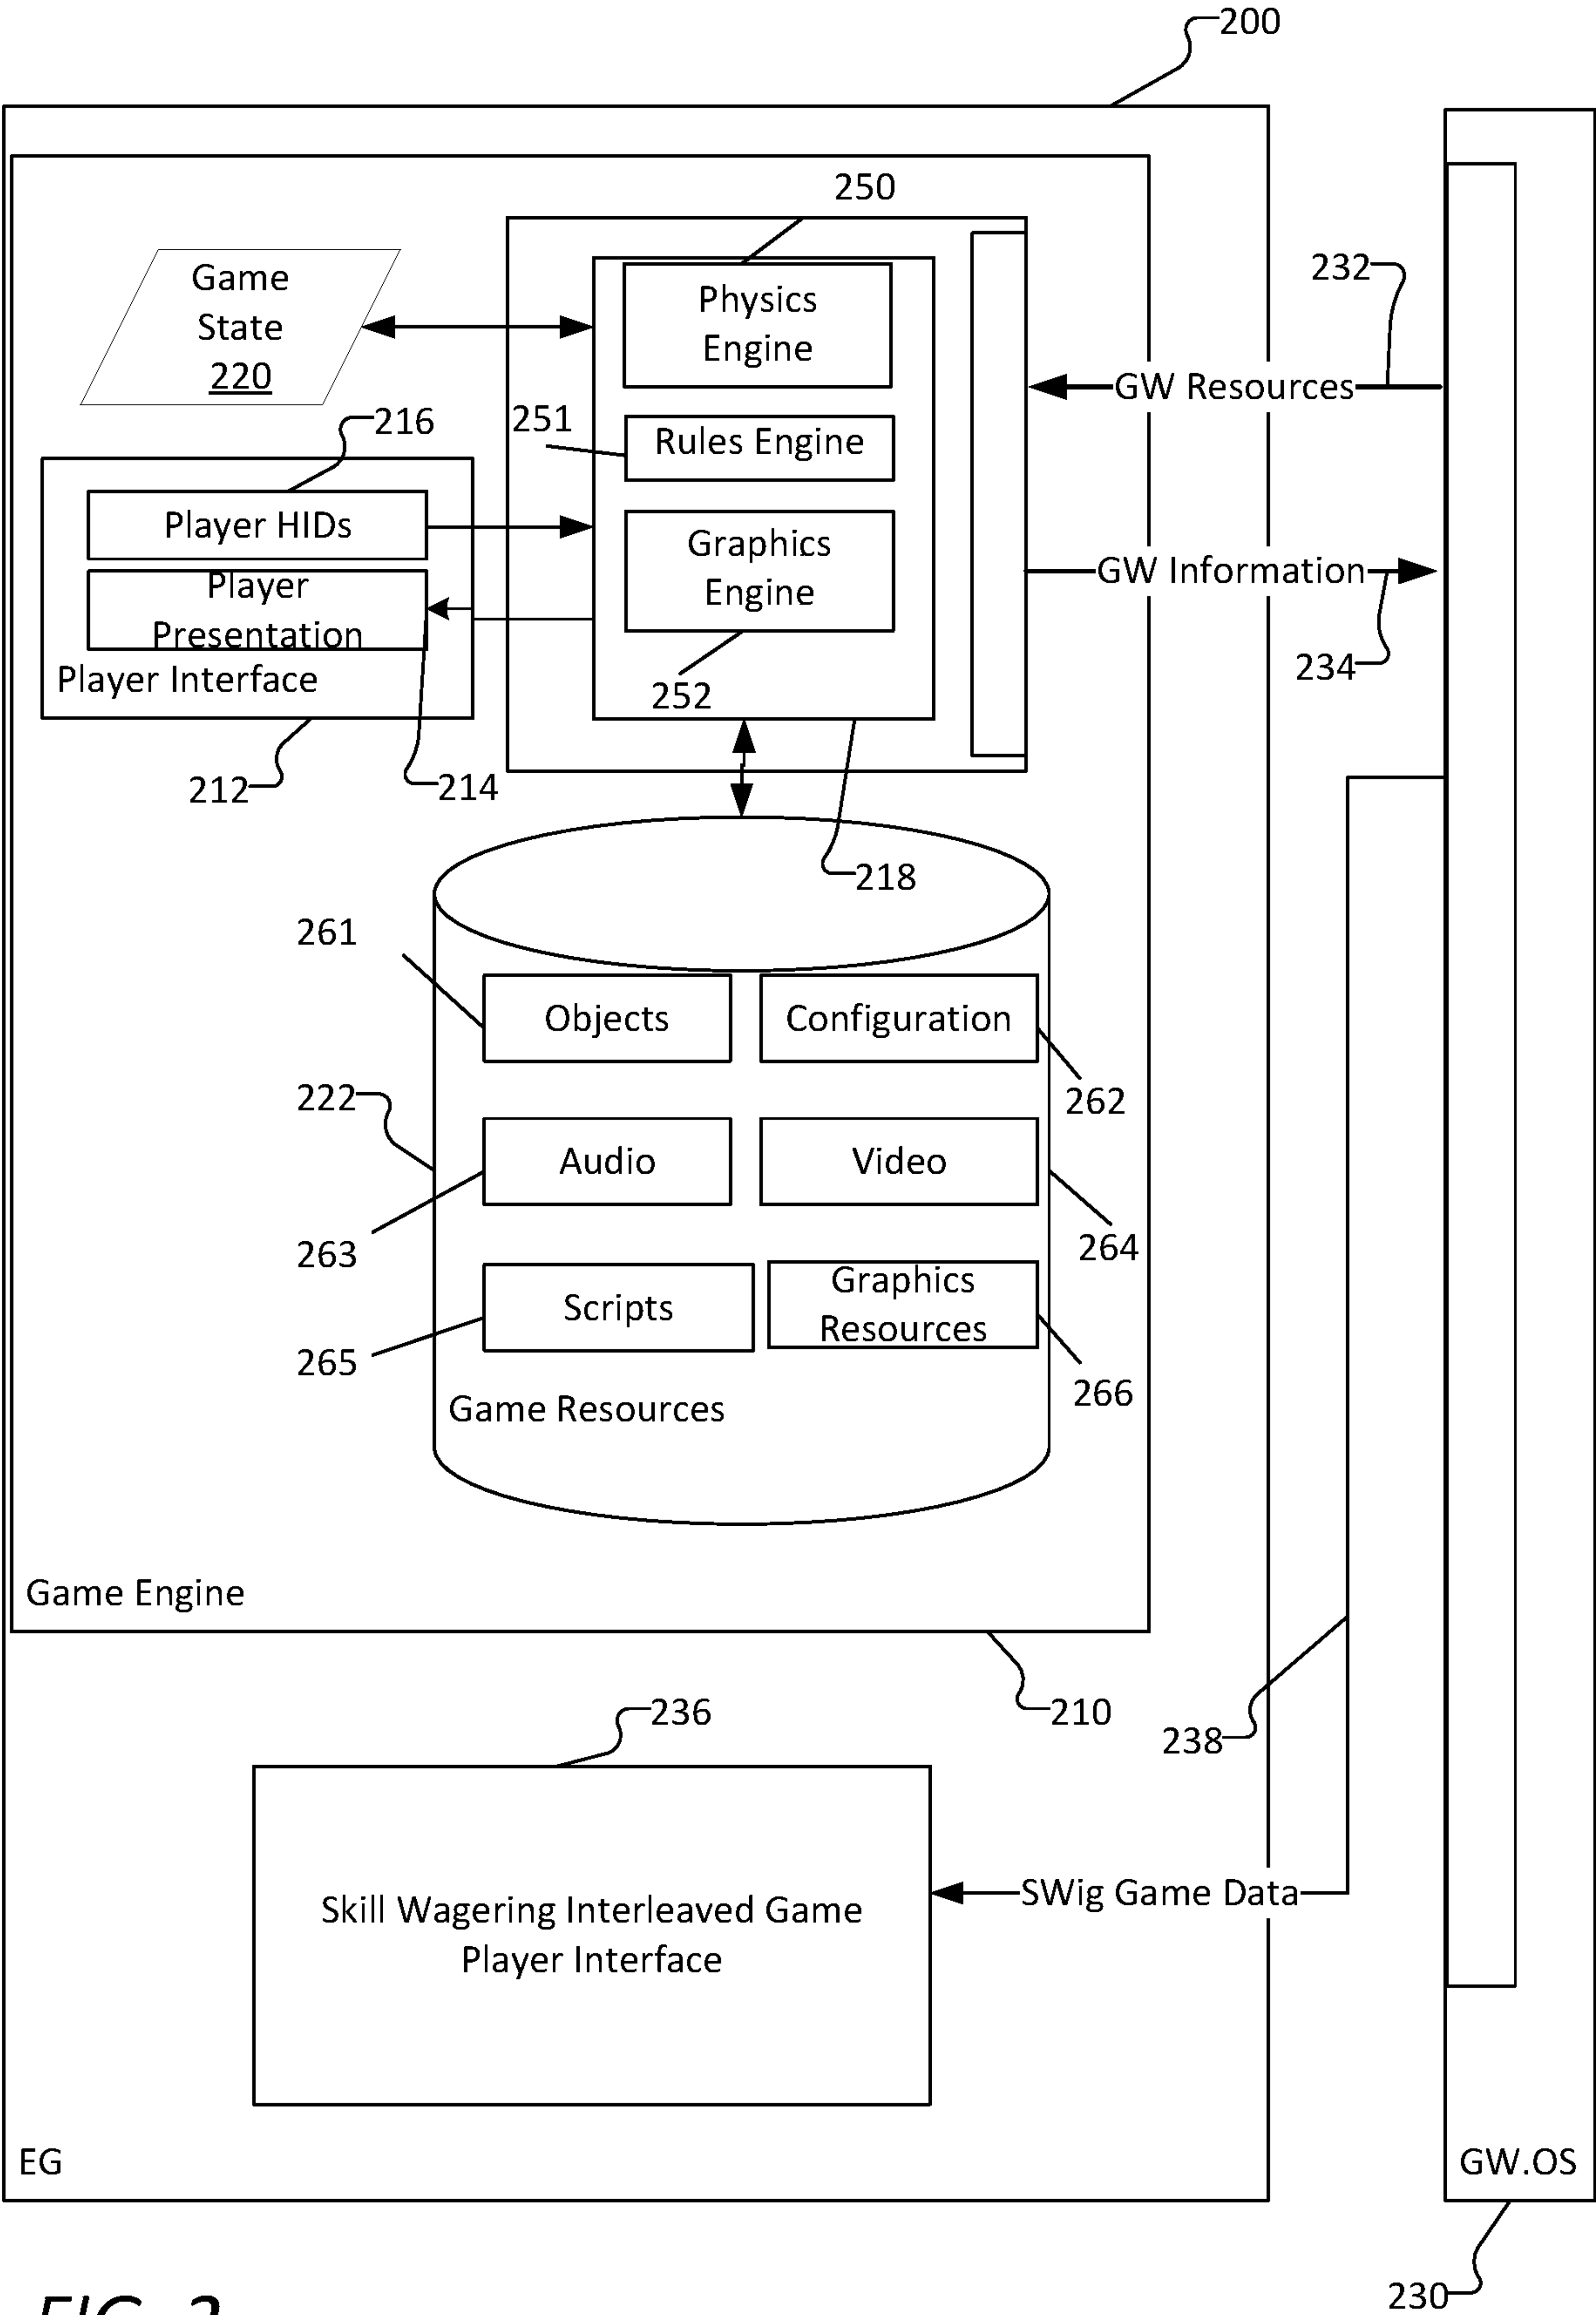 200
250
Game
State
220
Physics
Engine
232
GW Resources
216
251
Rules Engine
Player HIDs
Graphics
Engine
GW Information
Player
Presentation
Player Interface
252
234
212
214
218
261
Objects
Configuration
222
262
Audio
Video
263
264
Scripts
Graphics
Resources
265
266
Game Resources
Game Engine
236
210
238
SWig Game Data
Skill Wagering Interleaved Game
Player Interface
EG
GW.OS
230
FIG. 2